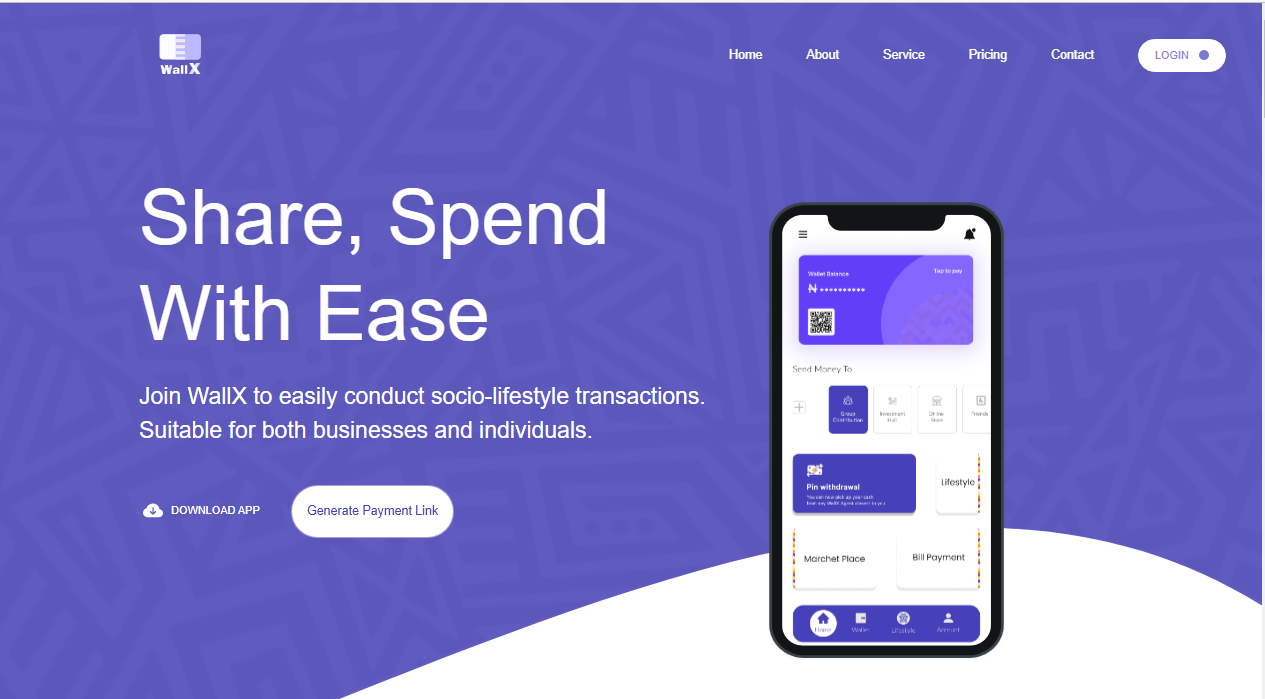 WallX
Home
About
Service
Pricing
Contact
LOGIN
Share, Spend
With Ease
Join WallX to easily conduct socio-lifestyle transactions.
Suitable for both businesses and individuals.
DOWNLOAD APP
Generate Payment Link
Wallet Balance
Tap to pay
₦ **********
Send Money To
Group
Contribution
Investment
Hall
Online
Store
Friends
Pin withdrawal
You can now pick up your cash
from any WallX Agent closest to you
Lifestyle
Marchet Place
Bill Payment
Home
Wallet
Lifestyle
Account